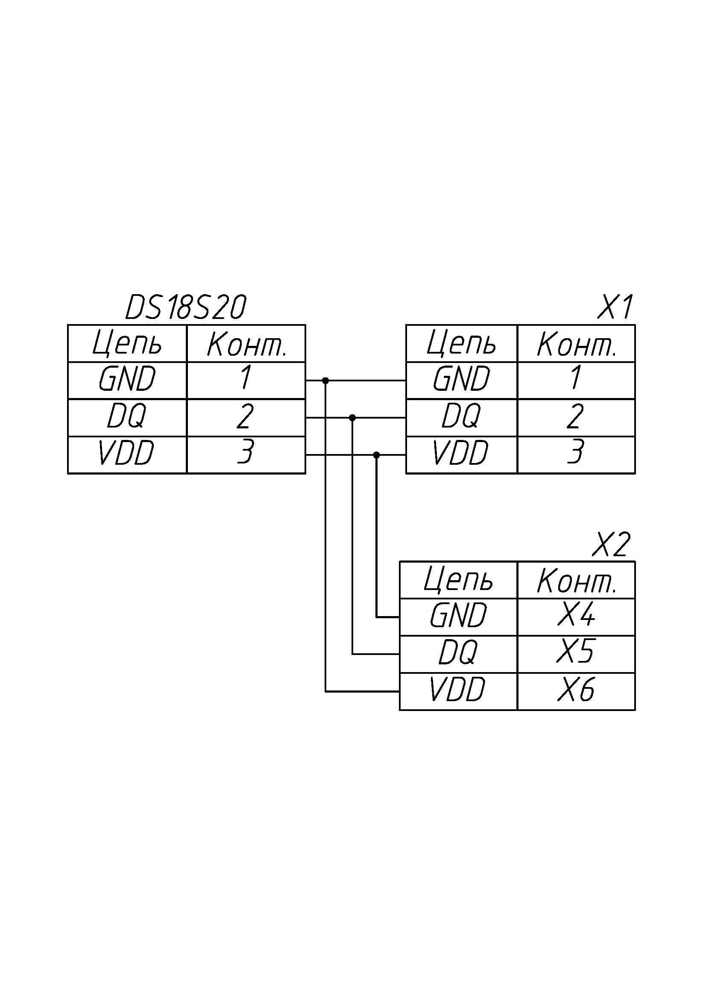 DS18S20
Цепь Конт.
GND 1
DQ 2
VDD 3
X1
Цепь Конт.
GND 1
DQ 2
VDD 3
X2
Цепь Конт.
GND X4
DQ X5
VDD X6